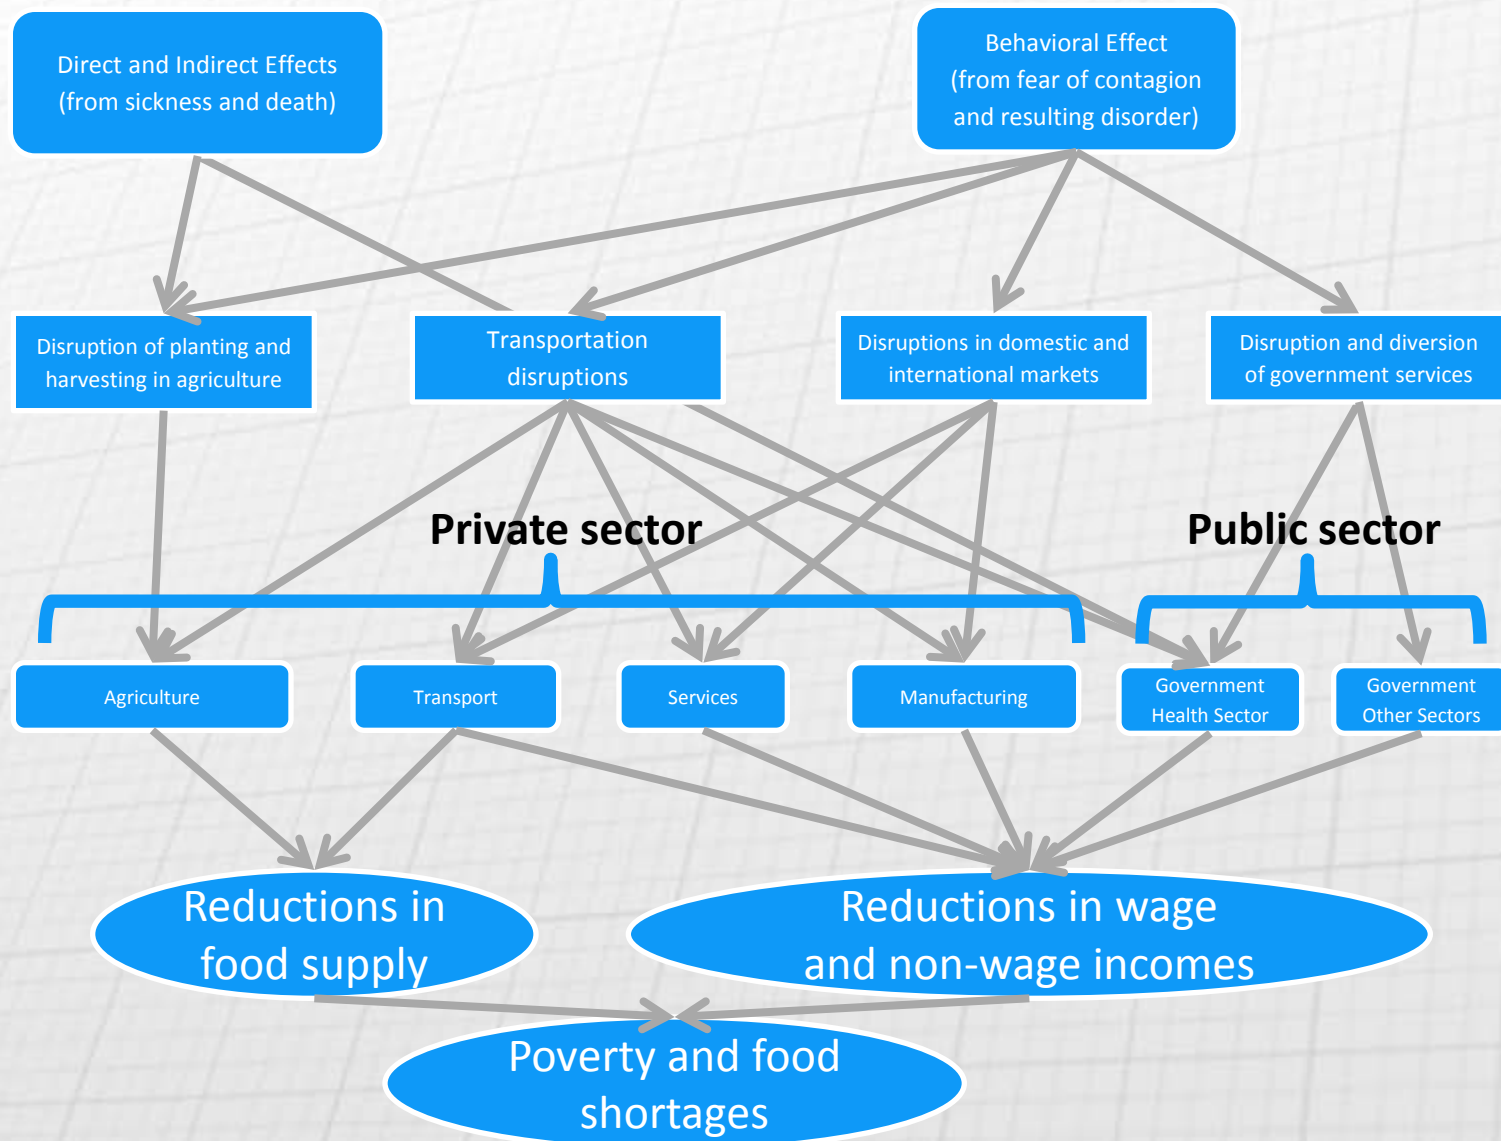 Direct and Indirect Effects
(from sickness and death)
Behavioral Effect
(from fear of contagion
and resulting disorder)
Disruption of planting and
harvesting in agriculture
Transportation
disruptions
Disruptions in domestic and
international markets
Disruption and diversion
of government services
Private sector
Public sector
Agriculture
Transport
Services
Manufacturing
Government
Health Sector
Government
Other Sectors
Reductions in
food supply
Reductions in wage
and non-wage incomes
Poverty and food
shortages